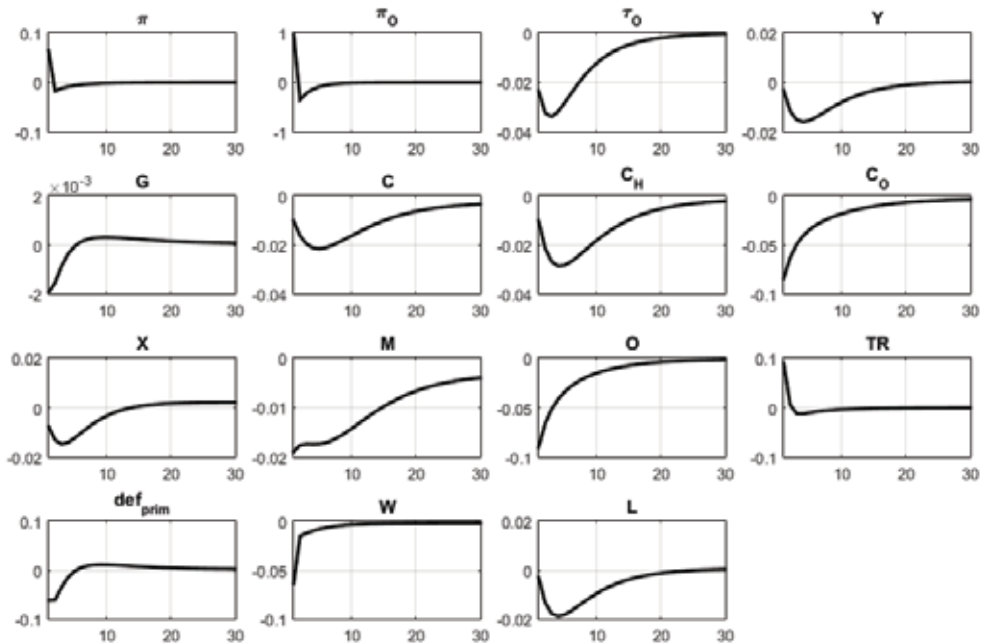 π π_O τ_O Y
0.1 1 0 0.02
0 0 -0.02 0
-0.1 -1 -0.04 -0.02
10 20 30 10 20 30 10 20 30 10 20 30
×10^-3 G C C_H C_O
2 0 0 0
0 -0.02 -0.02 -0.05
-2 -0.04 -0.04 -0.1
10 20 30 10 20 30 10 20 30 10 20 30
X M O TR
0.02 0 0 0.1
0 -0.01 -0.05 0
-0.02 -0.02 -0.1 -0.1
10 20 30 10 20 30 10 20 30 10 20 30
def_prim W L
0.1 0 0.02
0 -0.05 0
-0.1 -0.1 -0.02
10 20 30 10 20 30 10 20 30